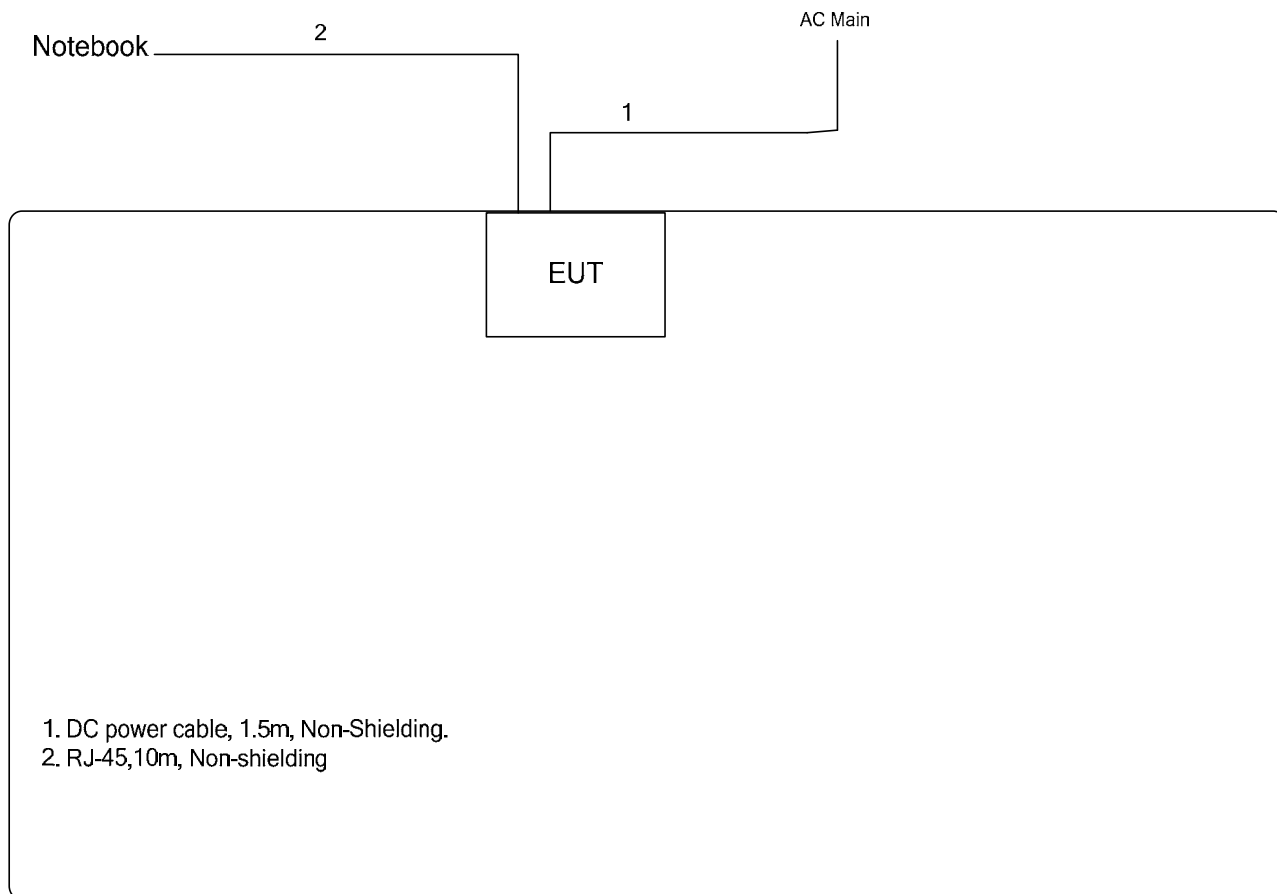 AC Main
2
Notebook
1
EUT
1. DC power cable, 1.5m, Non-Shielding.
2. RJ-45,10m, Non-shielding